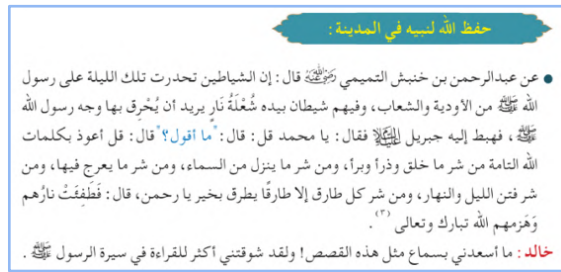 حفظ الله لنبيه في المدينة :
• عن عبدالرحمن بن خنبش التميمي رضي الله عنه قال: إن الشياطين تحدرت تلك الليلة على رسول
الله ﷺ من الأودية والشعاب، وفيهم شيطان بيده شُعْلَةُ نَارٍ يريد أن يُحْرِق بها وجه رسول الله
ﷺ، فهبط إليه جبريل عليه السلام فقال: يا محمد قل: قال: "ما أقول؟" قال: قل أعوذ بكلمات
الله التامة من شر ما خلق وذرأ وبرأ، ومن شر ما ينزل من السماء، ومن شر ما يعرج فيها، ومن
شر فتن الليل والنهار، ومن شر كل طارق إلا طارقًا يطرق بخير يا رحمن، قال: فَطَفِئَتْ نارُهم
وَهَزمهم الله تبارك وتعالى (٣).
خالد: ما أسعدني بسماع مثل هذه القصص! ولقد شوقتني أكثر للقراءة في سيرة الرسول ﷺ.